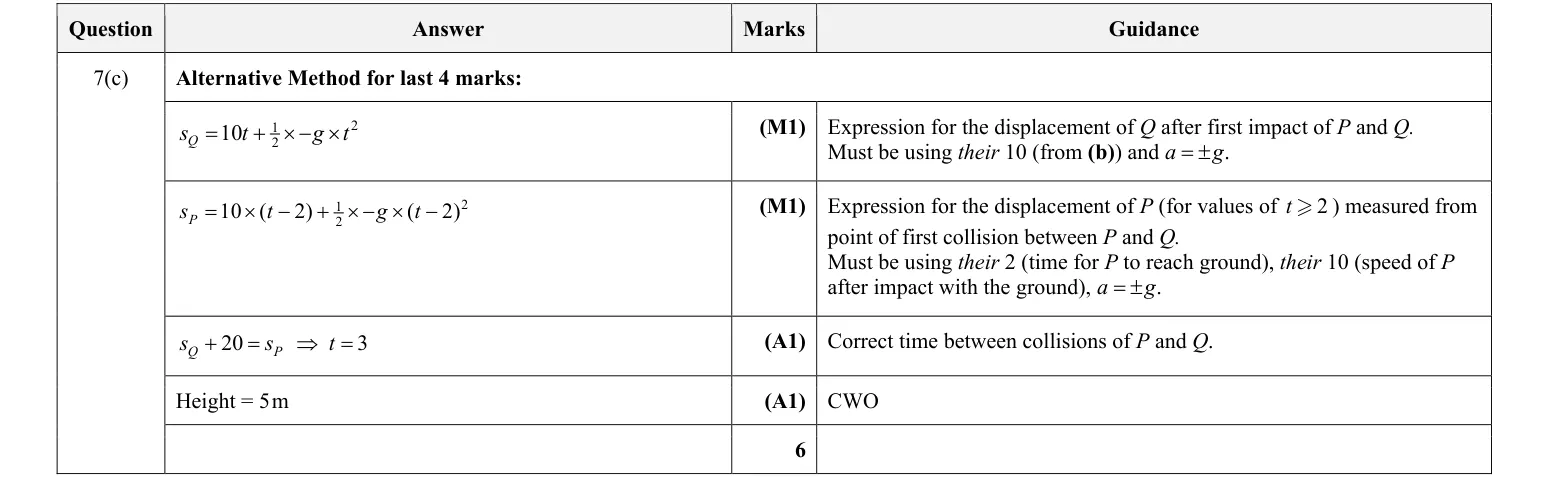 Question Answer Marks Guidance
7(c) Alternative Method for last 4 marks:
s_Q = 10t + ½ × −g × t² (M1) Expression for the displacement of Q after first impact of P and Q.
Must be using their 10 (from (b)) and a = ±g.
s_P = 10 × (t − 2) + ½ × −g × (t − 2)² (M1) Expression for the displacement of P (for values of t ⩾ 2 ) measured from
point of first collision between P and Q.
Must be using their 2 (time for P to reach ground), their 10 (speed of P
after impact with the ground), a = ±g.
s_Q + 20 = s_P ⇒ t = 3 (A1) Correct time between collisions of P and Q.
Height = 5 m (A1) CWO
6